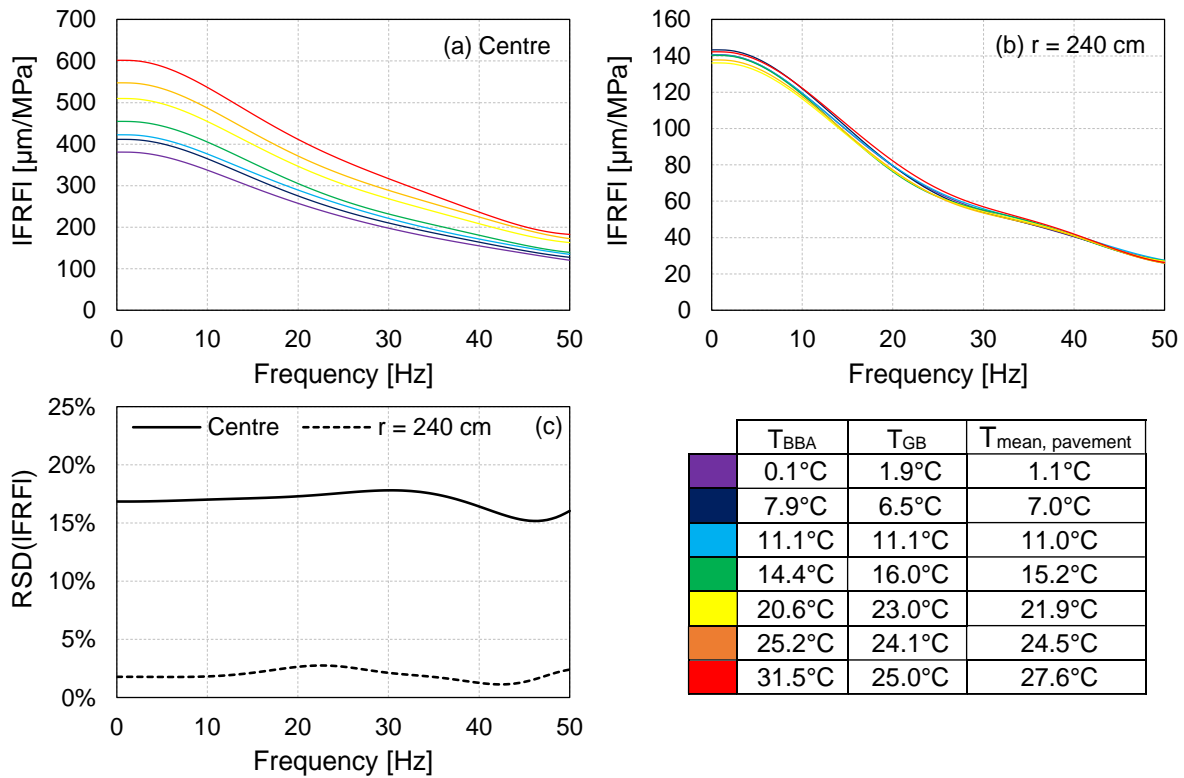 (a) Centre
IFRFI [µm/MPa]
700
600
500
400
300
200
100
0
0 10 20 30 40 50
Frequency [Hz]
(b) r = 240 cm
IFRFI [µm/MPa]
160
140
120
100
80
60
40
20
0
0 10 20 30 40 50
Frequency [Hz]
Centre r = 240 cm (c)
RSD(IFRFI)
25%
20%
15%
10%
5%
0%
0 10 20 30 40 50
Frequency [Hz]
TBBA TGB Tmean, pavement
0.1°C 1.9°C 1.1°C
7.9°C 6.5°C 7.0°C
11.1°C 11.1°C 11.0°C
14.4°C 16.0°C 15.2°C
20.6°C 23.0°C 21.9°C
25.2°C 24.1°C 24.5°C
31.5°C 25.0°C 27.6°C